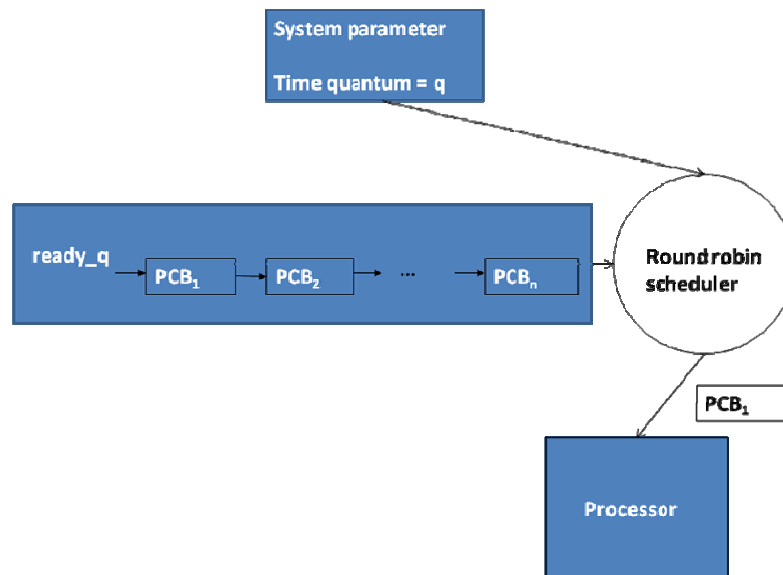 System parameter
Time quantum = q
ready_q
PCB₁
PCB₂
...
PCBₙ
Round robin
scheduler
PCB₁
Processor